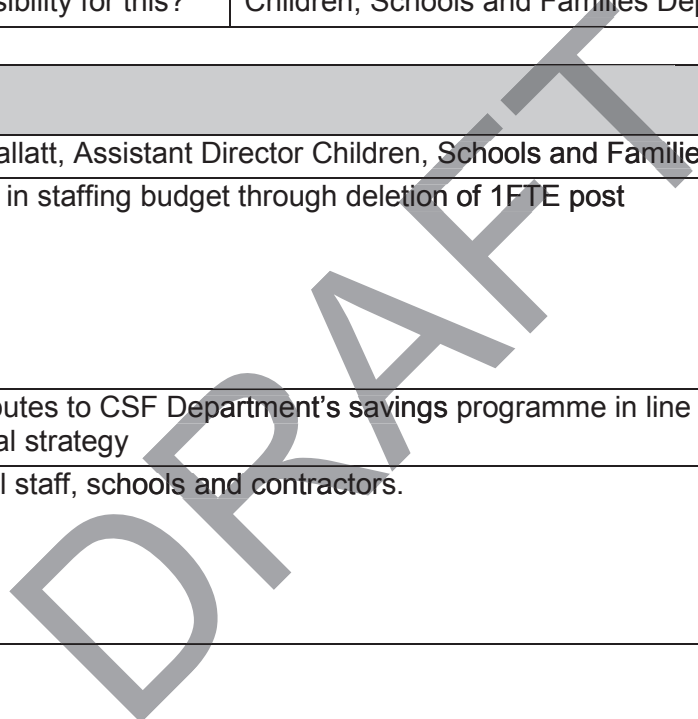 sibility for this? Children, Schools and Families Dep
allatt, Assistant Director Children, Schools and Familie
in staffing budget through deletion of 1FTE post
outes to CSF Department's savings programme in line
al strategy
l staff, schools and contractors.
DRAFT